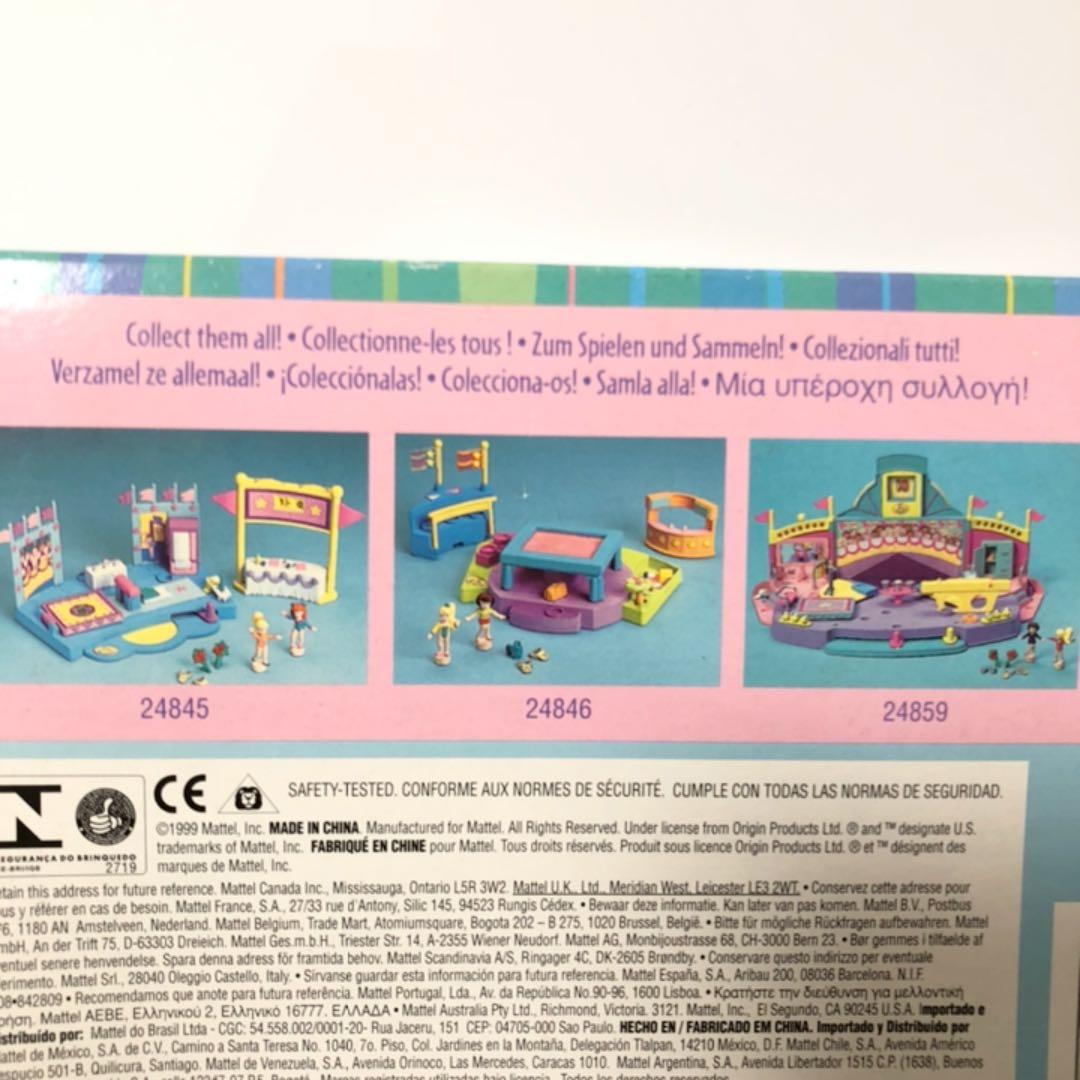 Collect them all! • Collectionne-les tous ! • Zum Spielen und Sammeln! • Collezionali tutti!
Verzamel ze allemaal! • ¡Colecciónalas! • Colecciona-os! • Samla alla! • Μία υπέροχη συλλογή!
24845
24846
24859
N
CE
SAFETY-TESTED. CONFORME AUX NORMES DE SÉCURITÉ. CUMPLE CON TODAS LAS NORMAS DE SEGURIDAD.
EGURANÇA DO BRINQUEDO
2719
©1999 Mattel, Inc. MADE IN CHINA. Manufactured for Mattel. All Rights Reserved. Under license from Origin Products Ltd. ® and ™ designate U.S.
trademarks of Mattel, Inc. FABRIQUÉ EN CHINE pour Mattel. Tous droits réservés. Produit sous licence Origin Products Ltd. ® et ™ désignent des
marques de Mattel, Inc.
tain this address for future reference. Mattel Canada Inc., Mississauga, Ontario L5R 3W2. Mattel U.K., Ltd., Meridian West, Leicester LE3 2WT. • Conservez cette adresse pour
us y référer en cas de besoin. Mattel France, S.A., 27/33 rue d'Antony, Silic 145, 94523 Rungis Cédex. • Bewaar deze informatie. Kan later van pas komen. Mattel B.V., Postbus
6, 1180 AN Amstelveen, Nederland. Mattel Belgium, Trade Mart, Atomiumsquare, Bogota 202 – B 275, 1020 Brussel, België. • Bitte für mögliche Rückfragen aufbewahren. Mattel
mbH, An der Trift 75, D-63303 Dreieich. Mattel Ges.m.b.H., Triester Str. 14, A-2355 Wiener Neudorf. Mattel AG, Monbijoustrasse 68, CH-3000 Bern 23. • Bør gemmes i tilfælde af
entuel senere henvendelse. Spara denna adress för framtida behov. Mattel Scandinavia A/S, Ringager 4C, DK-2605 Brøndby. • Conservare questo indirizzo per eventuale
erimento. Mattel Srl., 28040 Oleggio Castello, Italy. • Sírvanse guardar esta información para futura referencia. Mattel España, S.A., Aribau 200, 08036 Barcelona. N.I.F.
08•842809 • Recomendamos que anote para futura referência. Mattel Portugal, Lda., Av. da República No.90-96, 1600 Lisboa. • Κρατήστε την διεύθυνση για μελλοντική
ρήση. Mattel AEBE, Ελληνικού 2, Ελληνικό 16777. ΕΛΛΑΔΑ • Mattel Australia Pty Ltd., Richmond, Victoria. 3121. Mattel, Inc., El Segundo, CA 90245 U.S.A. Importado e
stribuído por: Mattel do Brasil Ltda - CGC: 54.558.002/0001-20- Rua Jaceru, 151 CEP: 04705-000 Sao Paulo. HECHO EN / FABRICADO EM CHINA. Importado y Distribuido por
attel de México, S.A. de C.V., Camino a Santa Teresa No. 1040, 7o. Piso, Col. Jardines en la Montaña, Delegación Tlalpan, 14210 México, D.F. Mattel Chile, S.A., Avenida Américo
espucio 501-B, Quilicura, Santiago. Mattel de Venezuela, S.A., Avenida Orinoco, Las Mercedes, Caracas 1010. Mattel Argentina, S.A., Avenida Libertador 1515 C.P. (1638), Buenos
Marcas registradas utilizadas bajo licencia. Todos los derechos reservados.